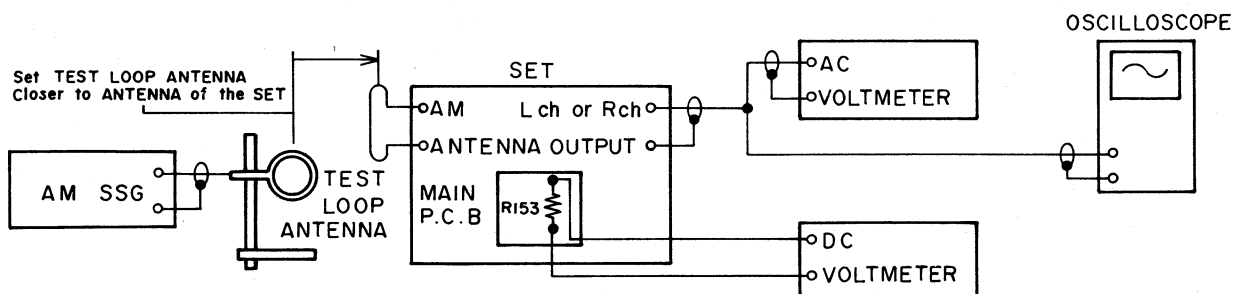 OSCILLOSCOPE
Set TEST LOOP ANTENNA
Closer to ANTENNA of the SET
SET
AM
ANTENNA
L ch or Rch
OUTPUT
AC
VOLTMETER
AM SSG
TEST
LOOP
ANTENNA
MAIN
P.C.B
R153
DC
VOLTMETER